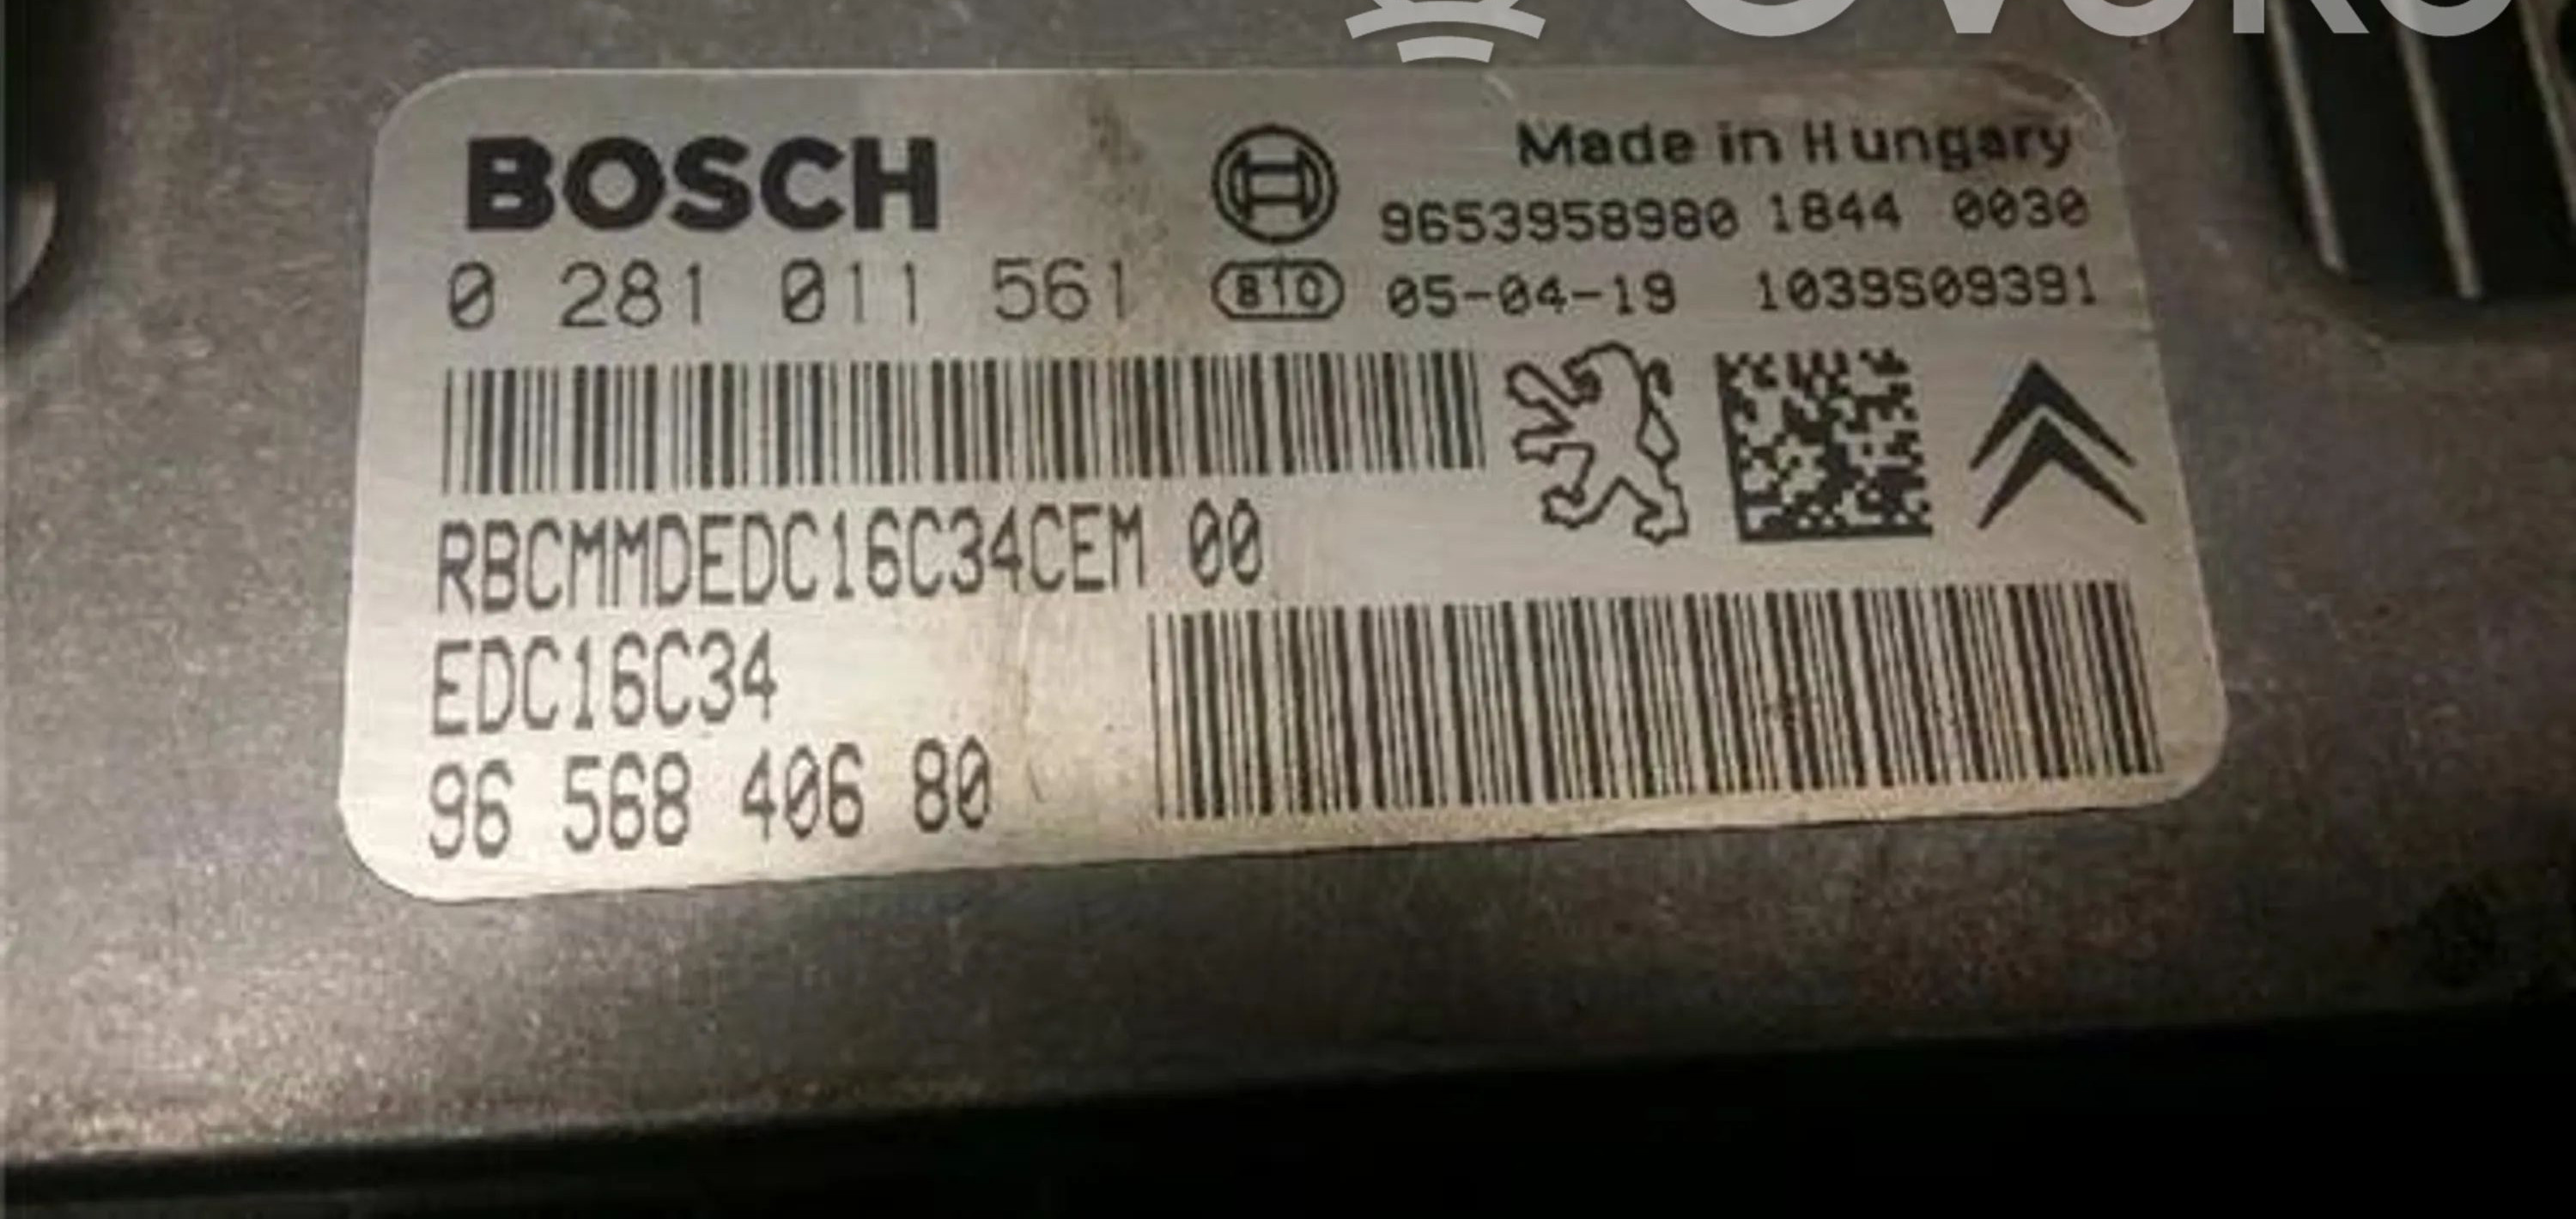 BOSCH
Made in Hungary
9653958980 1844 0030
0 281 011 561
810 05-04-19 1039S09391
RBCMMDEDC16C34CEM 00
EDC16C34
96 568 406 80